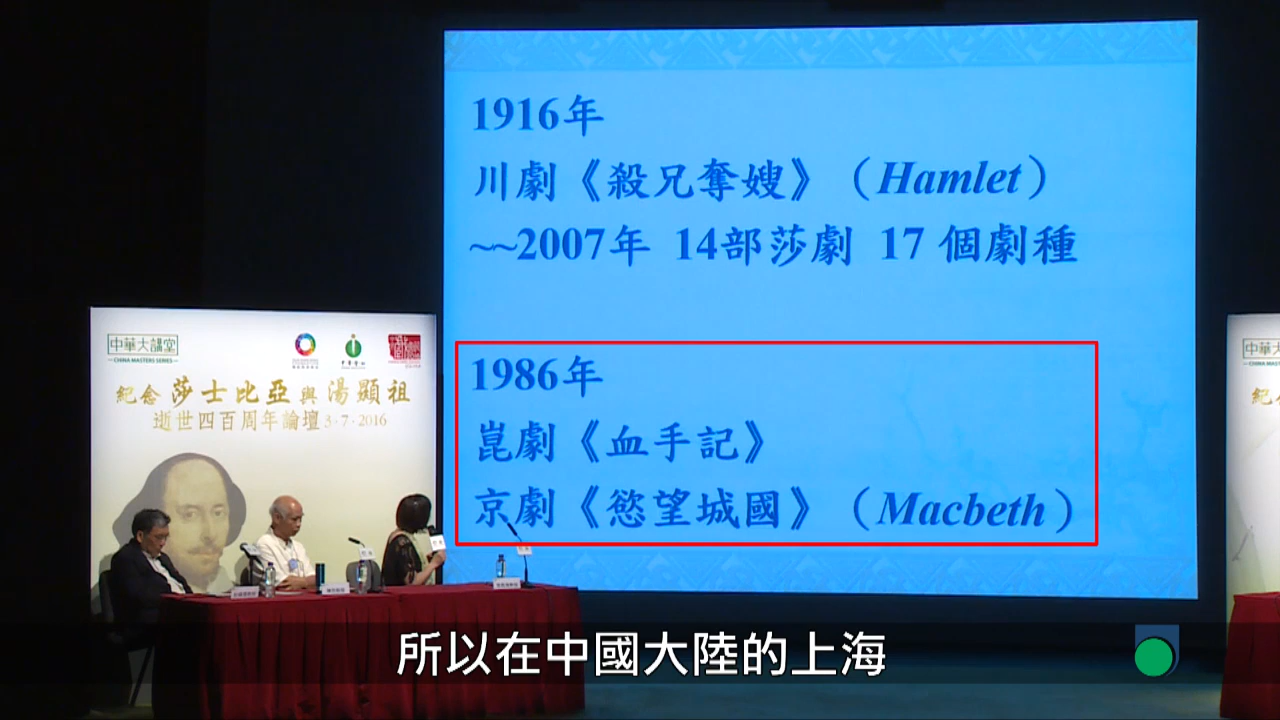 1916年
川劇《殺兄奪嫂》（Hamlet）
~~2007年 14部莎劇 17 個劇種
1986年
崑劇《血手記》
京劇《慾望城國》（Macbeth）
中華大講堂
CHINA MASTERS SERIES
紀念莎士比亞與湯顯祖
逝世四百周年論壇 3·7·2016
中華大
紀念
所以在中國大陸的上海